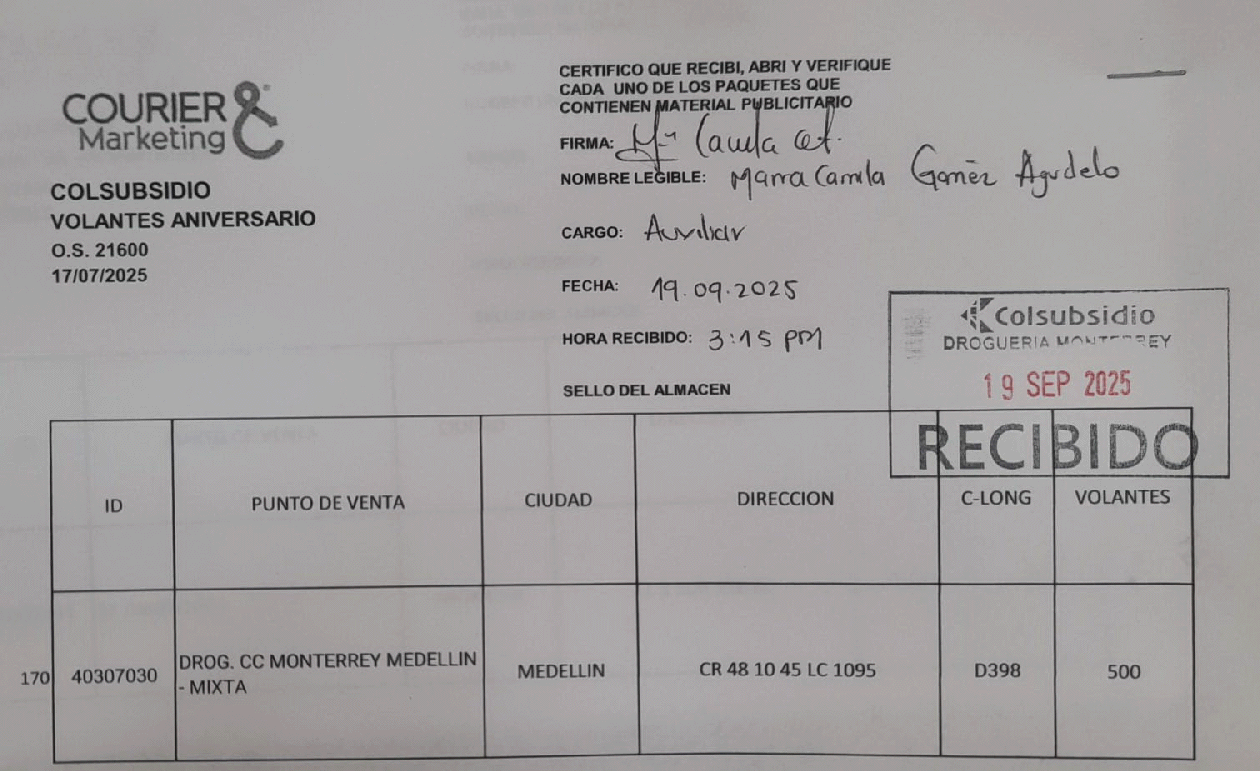 COURIER &
Marketing
COLSUBSIDIO
VOLANTES ANIVERSARIO
O.S. 21600
17/07/2025
CERTIFICO QUE RECIBI, ABRI Y VERIFIQUE
CADA UNO DE LOS PAQUETES QUE
CONTIENEN MATERIAL PUBLICITARIO
FIRMA:
NOMBRE LEGIBLE: Maria Camila Gomez Agudelo
CARGO: Auxiliar
FECHA: 19.09.2025
HORA RECIBIDO: 3:15 PM
SELLO DEL ALMACEN
Colsubsidio
DROGUERIA MONTERREY
19 SEP 2025
RECIBIDO
ID PUNTO DE VENTA CIUDAD DIRECCION C-LONG VOLANTES
170 40307030 DROG. CC MONTERREY MEDELLIN MEDELLIN CR 48 10 45 LC 1095 D398 500
- MIXTA